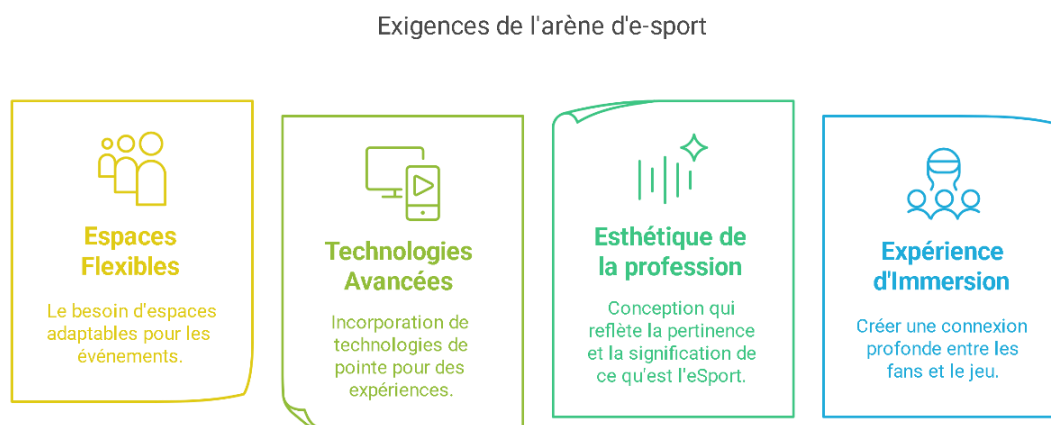 Exigences de l'arène d'e-sport
Espaces
Flexibles
Le besoin d'espaces
adaptables pour les
événements.
Technologies
Avancées
Incorporation de
technologies de
pointe pour des
expériences.
Esthétique de
la profession
Conception qui
reflète la pertinence
et la signification de
ce qu'est l'eSport.
Expérience
d'Immersion
Créer une connexion
profonde entre les
fans et le jeu.